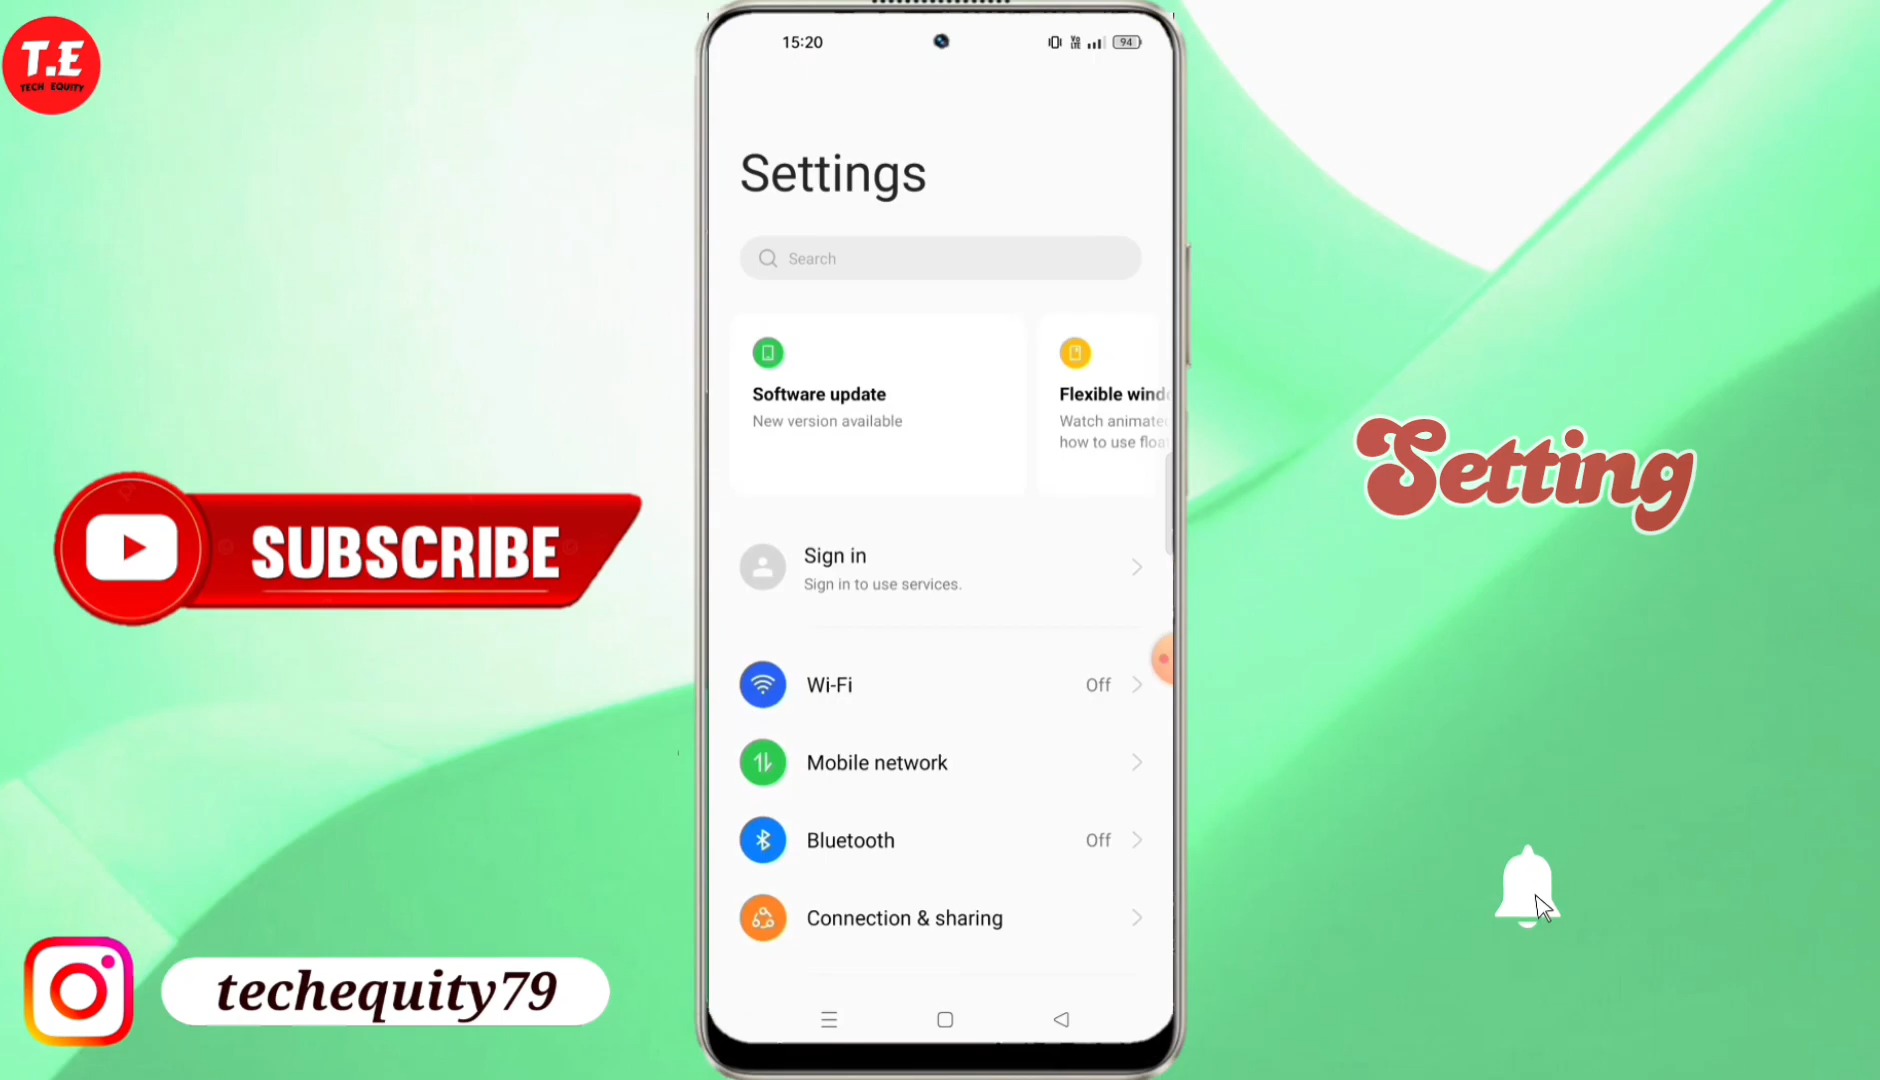 T.E
TECH EQUITY
15:20
Vo
LTE
94
Settings
Search
Software update
New version available
Flexible wind
Watch animate
how to use floa
Sign in
Sign in to use services.
Wi-Fi
Off
Mobile network
Bluetooth
Off
Connection & sharing
SUBSCRIBE
techequity79
Setting